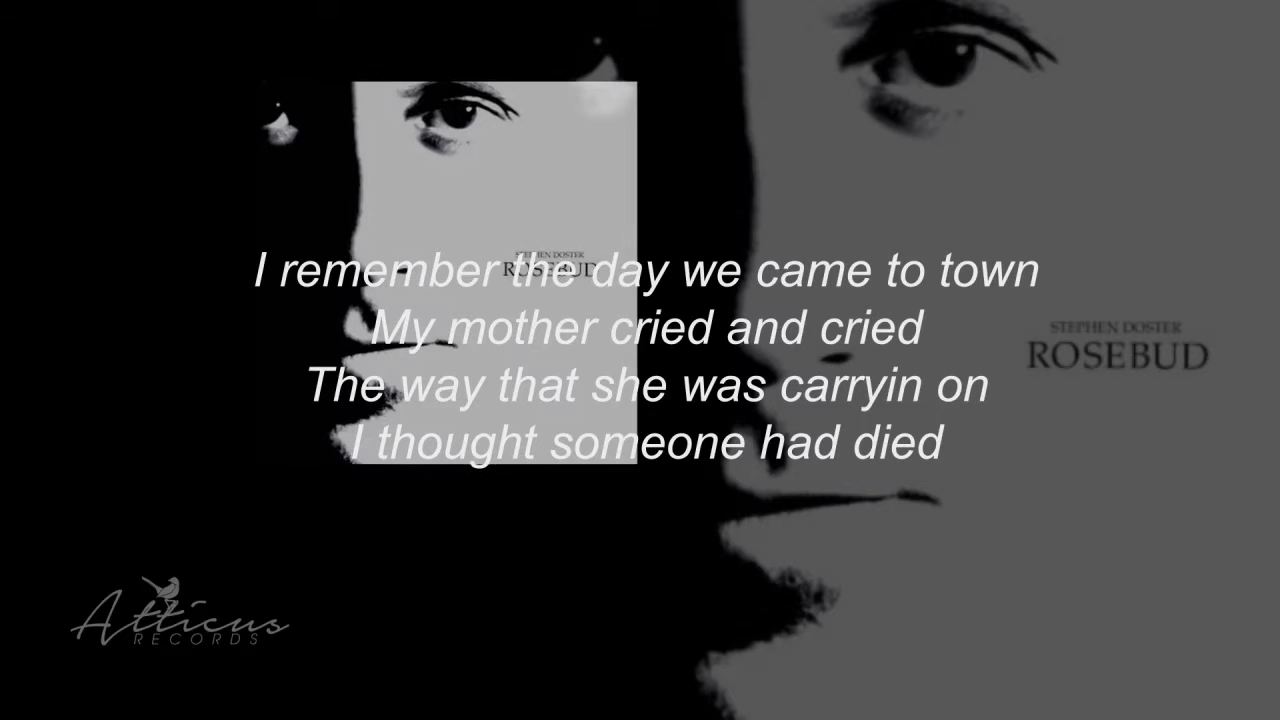 STEPHEN DOSTER
ROSEBUD
I remember the day we came to town
My mother cried and cried
The way that she was carryin on
I thought someone had died
STEPHEN DOSTER
ROSEBUD
Atticus
RECORDS